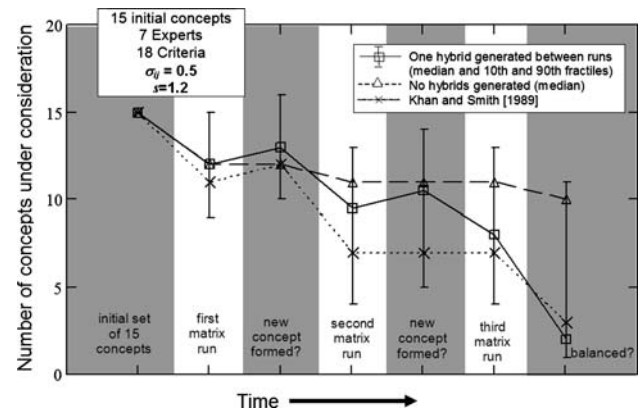 20
15
10
5
0
Number of concepts under consideration
15 initial concepts
7 Experts
18 Criteria
σij = 0.5
s=1.2
One hybrid generated between runs
(median and 10th and 90th fractiles)
No hybrids generated (median)
Khan and Smith [1989]
initial set
of 15
concepts
first
matrix
run
new
concept
formed?
second
matrix
run
new
concept
formed?
third
matrix
run
balanced?
Time